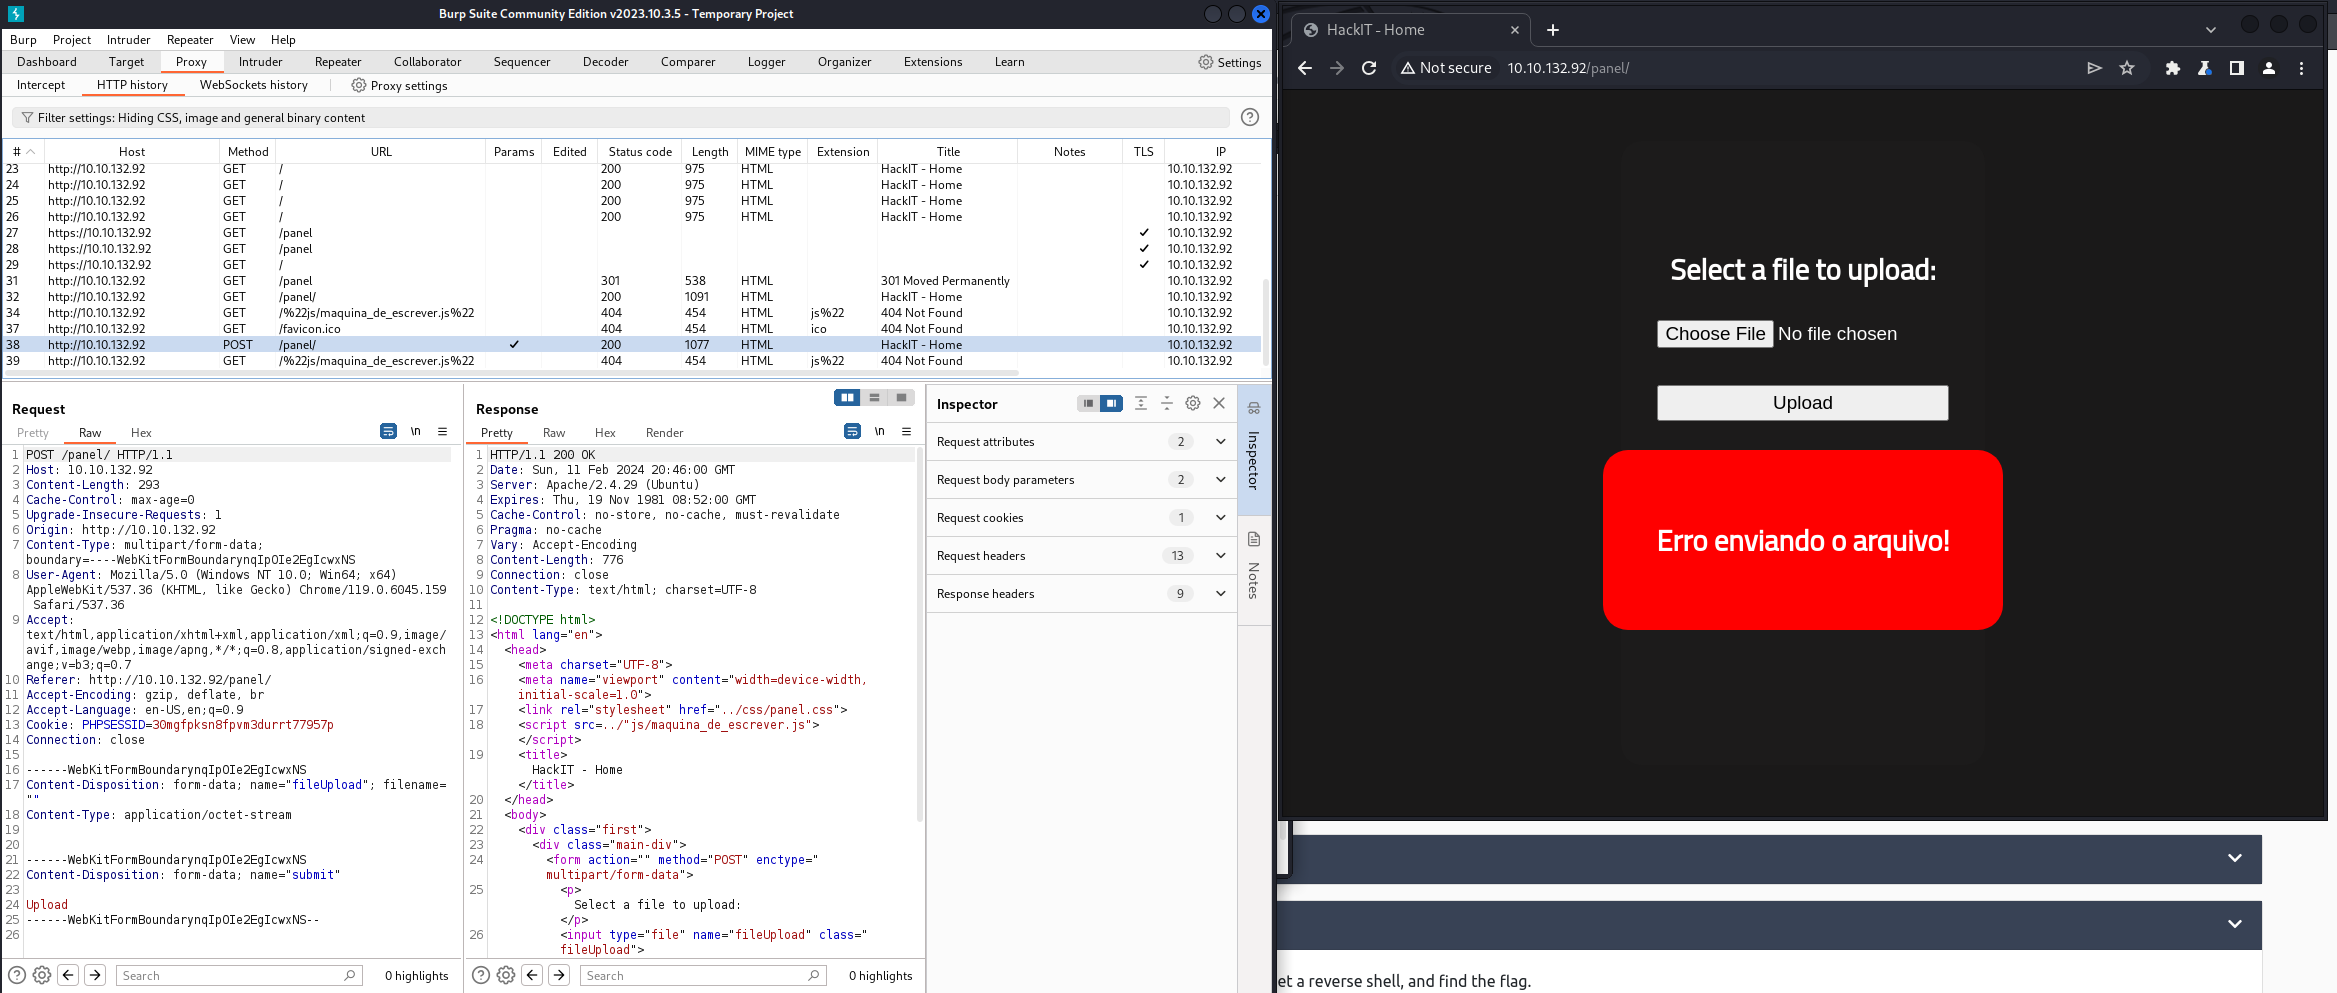 Burp Suite Community Edition v2023.10.3.5 - Temporary Project
Burp Project Intruder Repeater View Help
Dashboard Target Proxy Intruder Repeater Collaborator Sequencer Decoder Comparer Logger Organizer Extensions Learn Settings
Intercept HTTP history WebSockets history Proxy settings
Filter settings: Hiding CSS, image and general binary content
# Host Method URL Params Edited Status code Length MIME type Extension Title Notes TLS IP
23 http://10.10.132.92 GET / 200 975 HTML HackIT - Home 10.10.132.92
24 http://10.10.132.92 GET / 200 975 HTML HackIT - Home 10.10.132.92
25 http://10.10.132.92 GET / 200 975 HTML HackIT - Home 10.10.132.92
26 http://10.10.132.92 GET / 200 975 HTML HackIT - Home 10.10.132.92
27 https://10.10.132.92 GET /panel ✓ 10.10.132.92
28 https://10.10.132.92 GET /panel ✓ 10.10.132.92
29 https://10.10.132.92 GET / ✓ 10.10.132.92
31 http://10.10.132.92 GET /panel 301 538 HTML 301 Moved Permanently 10.10.132.92
32 http://10.10.132.92 GET /panel/ 200 1091 HTML HackIT - Home 10.10.132.92
34 http://10.10.132.92 GET /%22js/maquina_de_escrever.js%22 404 454 HTML js%22 404 Not Found 10.10.132.92
37 http://10.10.132.92 GET /favicon.ico 404 454 HTML ico 404 Not Found 10.10.132.92
38 http://10.10.132.92 POST /panel/ ✓ 200 1077 HTML HackIT - Home 10.10.132.92
39 http://10.10.132.92 GET /%22js/maquina_de_escrever.js%22 404 454 HTML js%22 404 Not Found 10.10.132.92
Request
Pretty Raw Hex \n
1 POST /panel/ HTTP/1.1
2 Host: 10.10.132.92
3 Content-Length: 293
4 Cache-Control: max-age=0
5 Upgrade-Insecure-Requests: 1
6 Origin: http://10.10.132.92
7 Content-Type: multipart/form-data;
boundary=----WebKitFormBoundarynqIpOIe2EgIcwxNS
8 User-Agent: Mozilla/5.0 (Windows NT 10.0; Win64; x64)
AppleWebKit/537.36 (KHTML, like Gecko) Chrome/119.0.6045.159
Safari/537.36
9 Accept:
text/html,application/xhtml+xml,application/xml;q=0.9,image/
avif,image/webp,image/apng,*/*;q=0.8,application/signed-exch
ange;v=b3;q=0.7
10 Referer: http://10.10.132.92/panel/
11 Accept-Encoding: gzip, deflate, br
12 Accept-Language: en-US,en;q=0.9
13 Cookie: PHPSESSID=30mgfpksn8fpvm3durrt77957p
14 Connection: close
15
16 ------WebKitFormBoundarynqIpOIe2EgIcwxNS
17 Content-Disposition: form-data; name="fileUpload"; filename=
""
18 Content-Type: application/octet-stream
19
20
21 ------WebKitFormBoundarynqIpOIe2EgIcwxNS
22 Content-Disposition: form-data; name="submit"
23
24 Upload
25 ------WebKitFormBoundarynqIpOIe2EgIcwxNS--
26
Search 0 highlights
Response
Pretty Raw Hex Render \n
1 HTTP/1.1 200 OK
2 Date: Sun, 11 Feb 2024 20:46:00 GMT
3 Server: Apache/2.4.29 (Ubuntu)
4 Expires: Thu, 19 Nov 1981 08:52:00 GMT
5 Cache-Control: no-store, no-cache, must-revalidate
6 Pragma: no-cache
7 Vary: Accept-Encoding
8 Content-Length: 776
9 Connection: close
10 Content-Type: text/html; charset=UTF-8
11
12 <!DOCTYPE html>
13 <html lang="en">
14 <head>
15 <meta charset="UTF-8">
16 <meta name="viewport" content="width=device-width,
initial-scale=1.0">
17 <link rel="stylesheet" href="../css/panel.css">
18 <script src=../"js/maquina_de_escrever.js">
</script>
19 <title>
HackIT - Home
</title>
20 </head>
21 <body>
22 <div class="first">
23 <div class="main-div">
24 <form action="" method="POST" enctype="
multipart/form-data">
25 <p>
Select a file to upload:
</p>
26 <input type="file" name="fileUpload" class="
fileUpload">
Search 0 highlights
Inspector
Request attributes 2
Request body parameters 2
Request cookies 1
Request headers 13
Response headers 9
Inspector
Notes
HackIT - Home
Not secure 10.10.132.92/panel/
Select a file to upload:
Choose File No file chosen
Upload
Erro enviando o arquivo!
et a reverse shell, and find the flag.